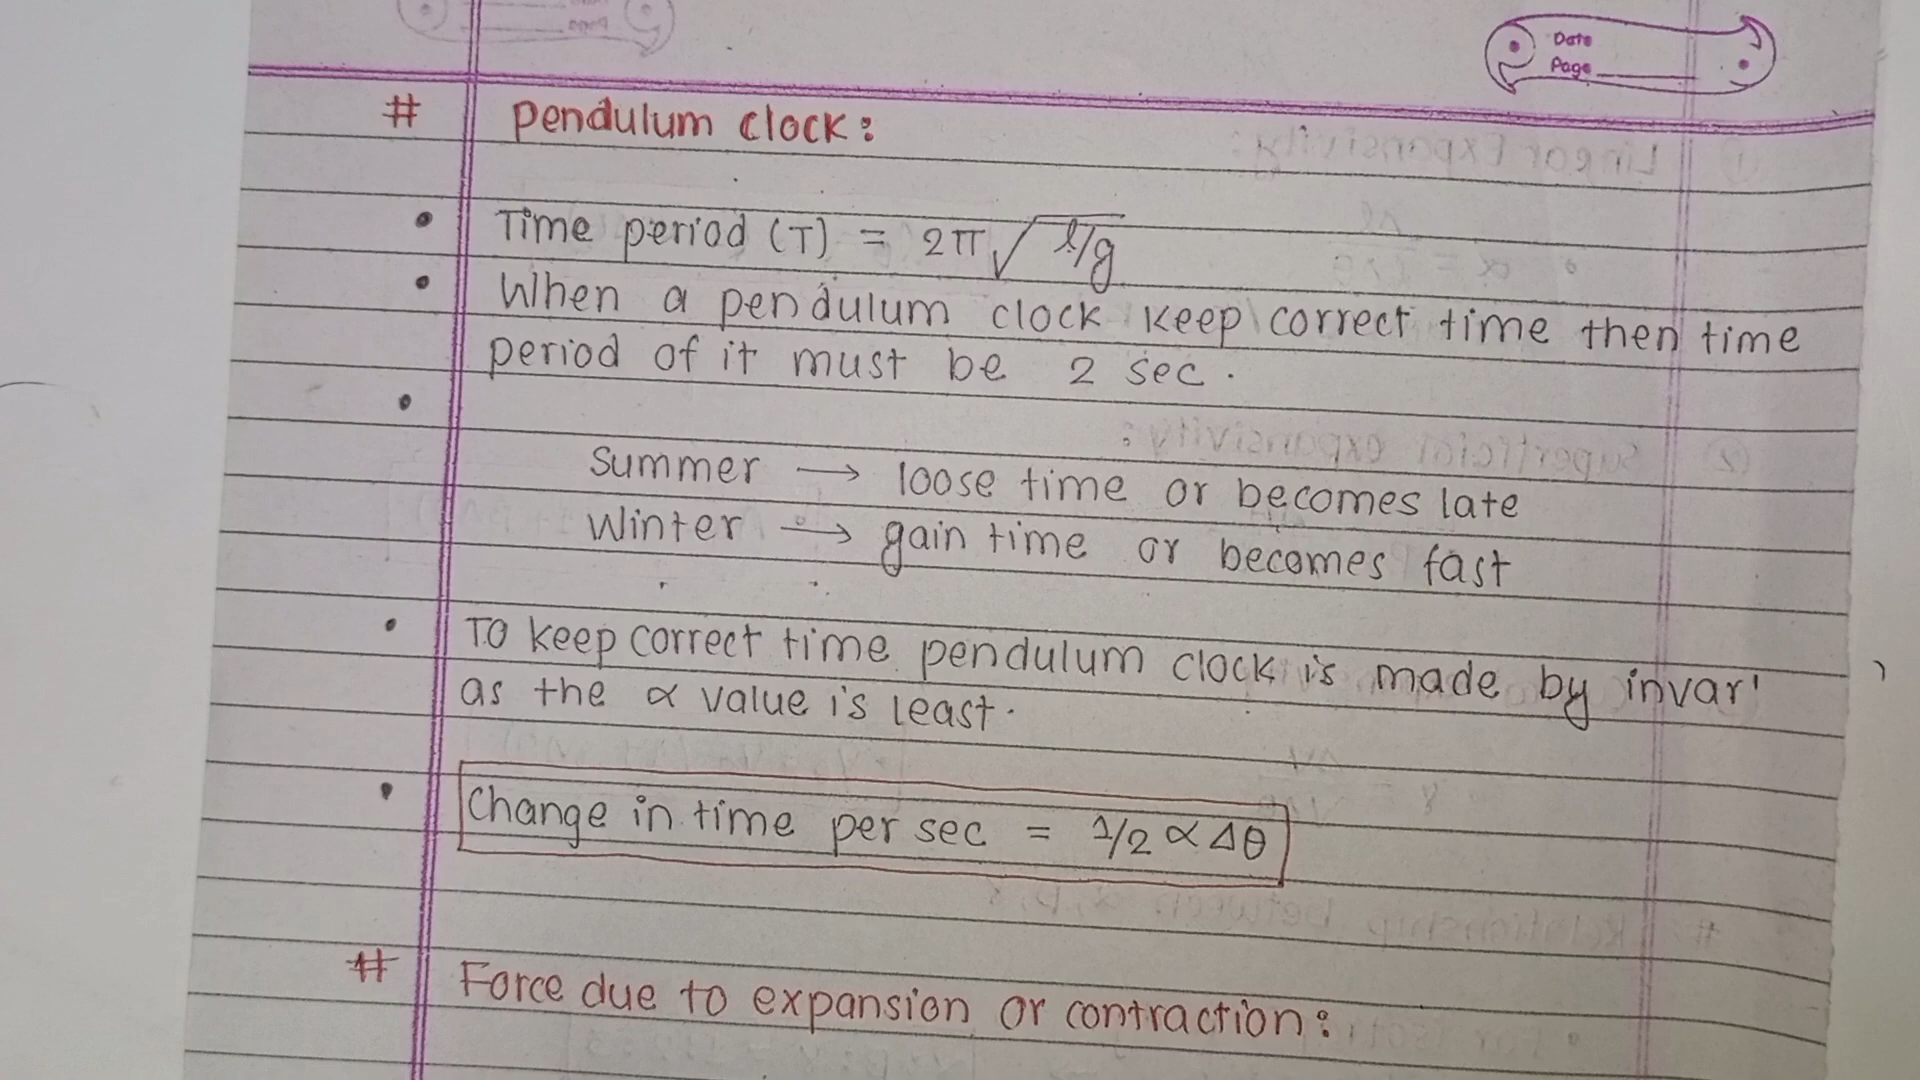 Date
Page
# Pendulum clock:
• Time period (T) = 2π√l/g
• When a pendulum clock keep correct time then time
period of it must be 2 sec.
•
Summer → loose time or becomes late
Winter → gain time or becomes fast
• To keep correct time pendulum clock is made by invar'
as the α value is least.
• Change in time per sec = 1/2 α Δθ
# Force due to expansion or contraction: